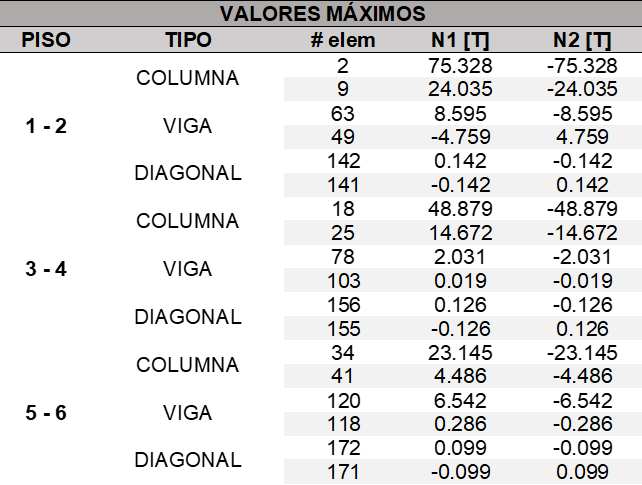 VALORES MÁXIMOS
PISO TIPO # elem N1 [T] N2 [T]
1 - 2 COLUMNA 2 75.328 -75.328
9 24.035 -24.035
VIGA 63 8.595 -8.595
49 -4.759 4.759
DIAGONAL 142 0.142 -0.142
141 -0.142 0.142
3 - 4 COLUMNA 18 48.879 -48.879
25 14.672 -14.672
VIGA 78 2.031 -2.031
103 0.019 -0.019
DIAGONAL 156 0.126 -0.126
155 -0.126 0.126
5 - 6 COLUMNA 34 23.145 -23.145
41 4.486 -4.486
VIGA 120 6.542 -6.542
118 0.286 -0.286
DIAGONAL 172 0.099 -0.099
171 -0.099 0.099